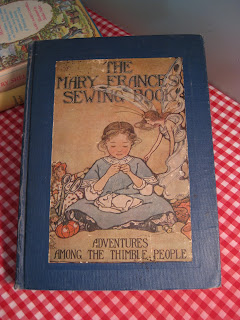 THE
MARY FRANCES
SEWING BOOK
ADVENTURES
AMONG THE THIMBLE PEOPLE